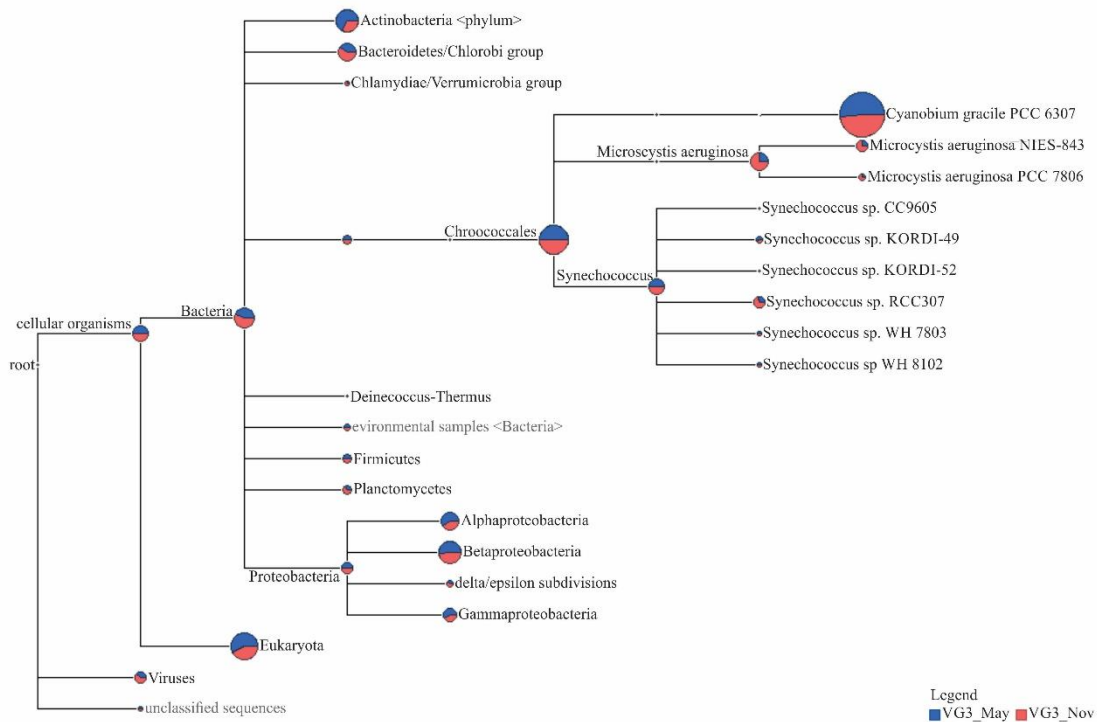 Actinobacteria <phylum>
Bacteroidetes/Chlorobi group
Chlamydiae/Verrumicrobia group
Cyanobium gracile PCC 6307
Microcystis aeruginosa NIES-843
Microscystis aeruginosa
Microcystis aeruginosa PCC 7806
Synechococcus sp. CC9605
Chroococcales
Synechococcus sp. KORDI-49
Synechococcus sp. KORDI-52
Synechococcus
Synechococcus sp. RCC307
Bacteria
cellular organisms
Synechococcus sp. WH 7803
root
Synechococcus sp WH 8102
Deinecoccus-Thermus
evironmental samples <Bacteria>
Firmicutes
Planctomycetes
Alphaproteobacteria
Betaproteobacteria
Proteobacteria
delta/epsilon subdivisions
Gammaproteobacteria
Eukaryota
Viruses
unclassified sequences
Legend
VG3_May VG3_Nov